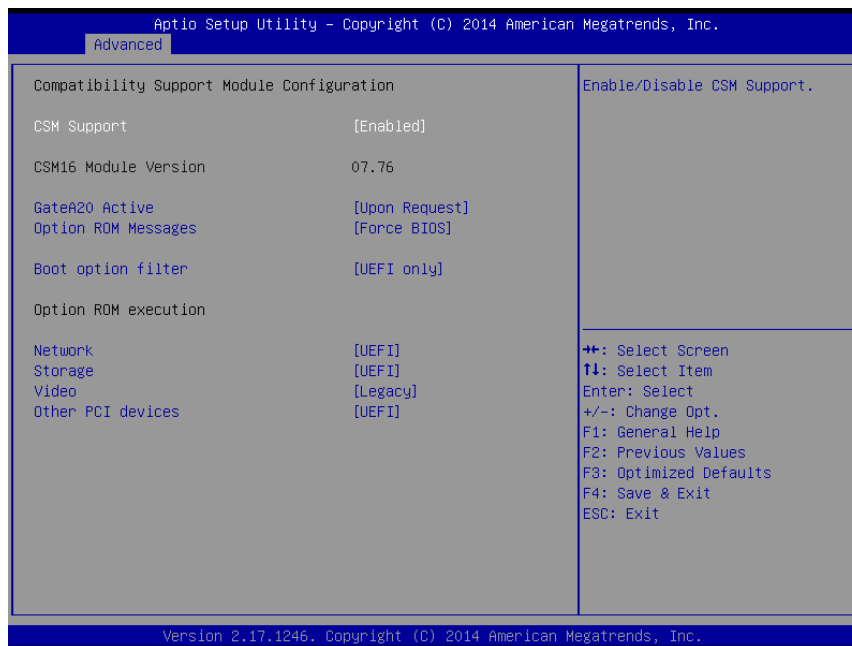 Aptio Setup Utility – Copyright (C) 2014 American Megatrends, Inc.
Advanced
Compatibility Support Module Configuration
CSM Support [Enabled]
CSM16 Module Version 07.76
GateA20 Active [Upon Request]
Option ROM Messages [Force BIOS]
Boot option filter [UEFI only]
Option ROM execution
Network [UEFI]
Storage [UEFI]
Video [Legacy]
Other PCI devices [UEFI]
Enable/Disable CSM Support.
→←: Select Screen
↑↓: Select Item
Enter: Select
+/-: Change Opt.
F1: General Help
F2: Previous Values
F3: Optimized Defaults
F4: Save & Exit
ESC: Exit
Version 2.17.1246. Copyright (C) 2014 American Megatrends, Inc.